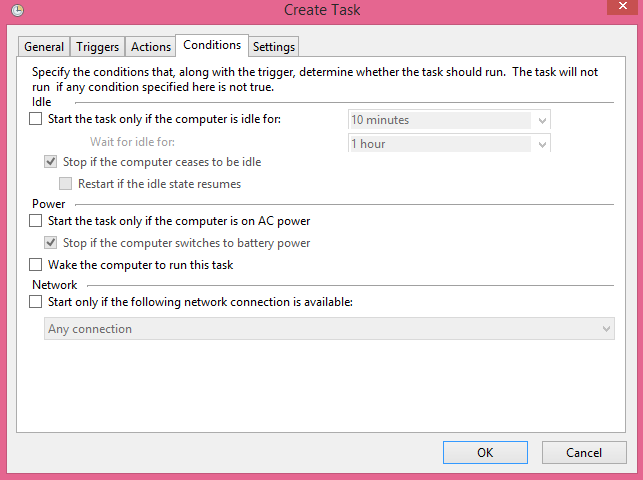 Create Task
General Triggers Actions Conditions Settings
Specify the conditions that, along with the trigger, determine whether the task should run.  The task will not
run  if any condition specified here is not true.
Idle
Start the task only if the computer is idle for: 10 minutes
Wait for idle for: 1 hour
Stop if the computer ceases to be idle
Restart if the idle state resumes
Power
Start the task only if the computer is on AC power
Stop if the computer switches to battery power
Wake the computer to run this task
Network
Start only if the following network connection is available:
Any connection
OK Cancel